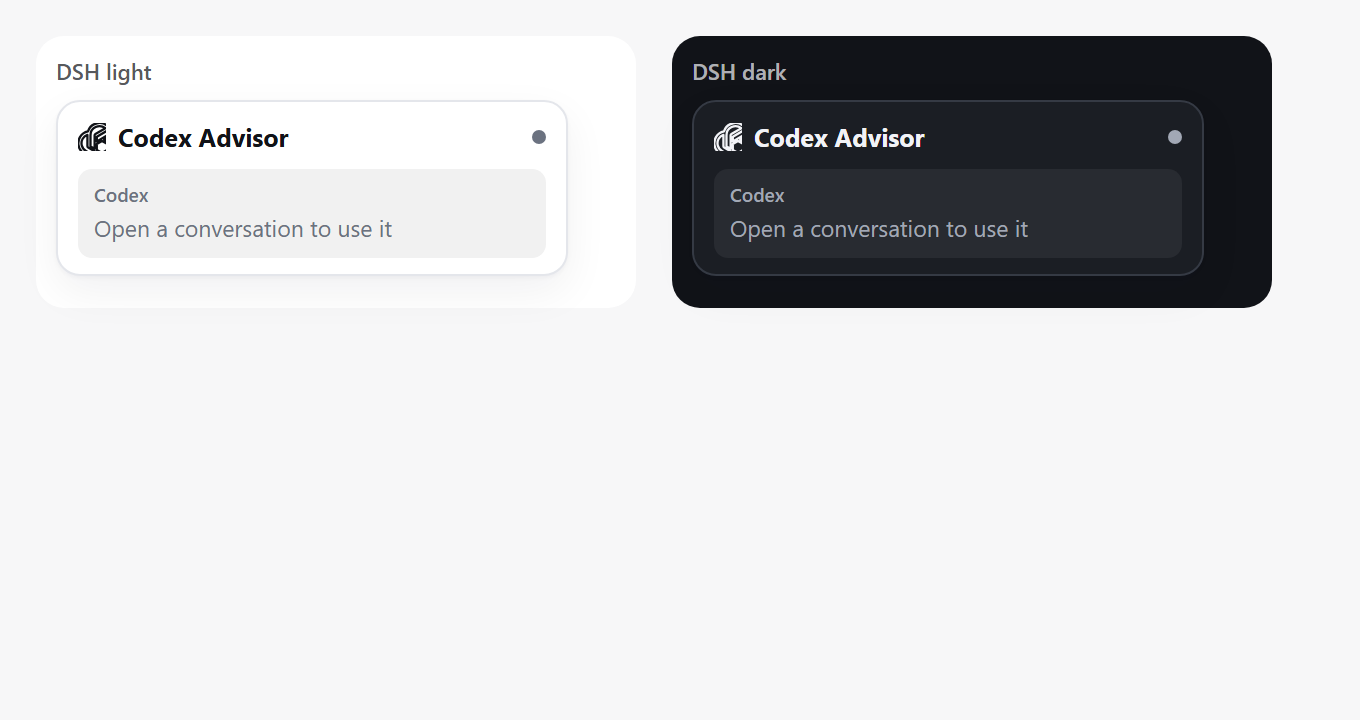 DSH light
Codex Advisor
Codex
Open a conversation to use it
DSH dark
Codex Advisor
Codex
Open a conversation to use it